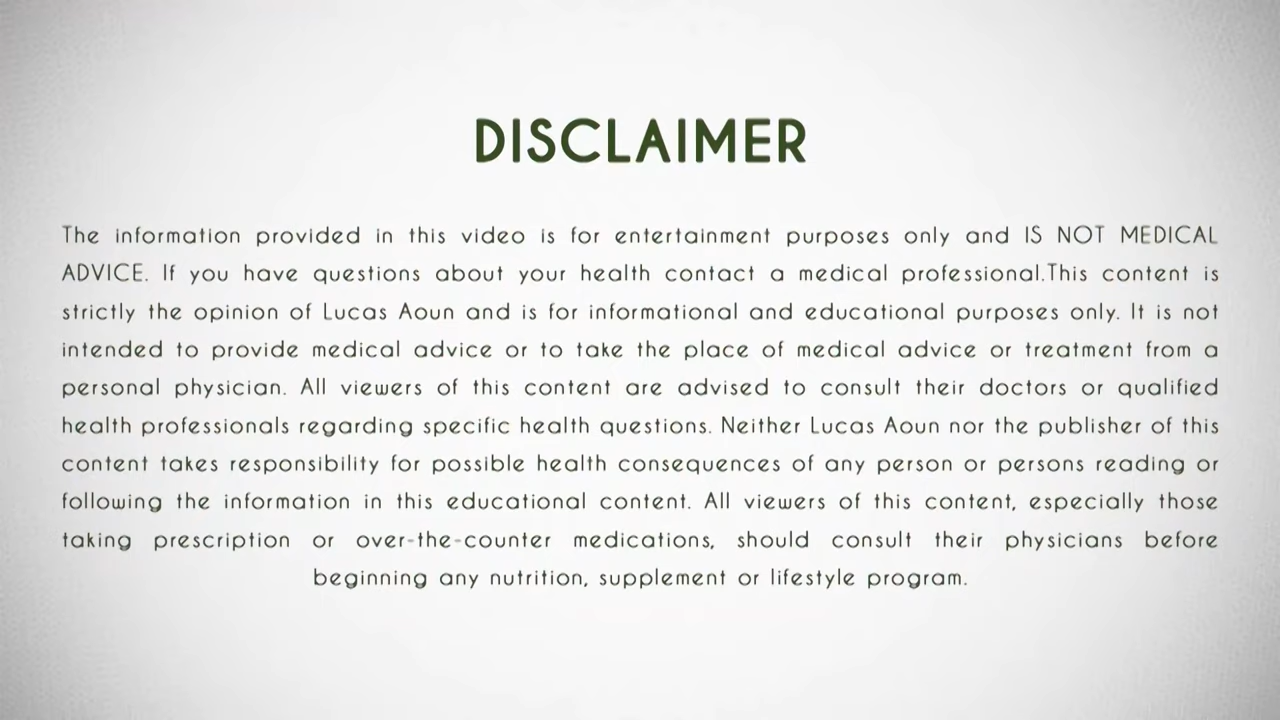 DISCLAIMER
The information provided in this video is for entertainment purposes only and IS NOT MEDICAL
ADVICE. If you have questions about your health contact a medical professional.This content is
strictly the opinion of Lucas Aoun and is for informational and educational purposes only. It is not
intended to provide medical advice or to take the place of medical advice or treatment from a
personal physician. All viewers of this content are advised to consult their doctors or qualified
health professionals regarding specific health questions. Neither Lucas Aoun nor the publisher of this
content takes responsibility for possible health consequences of any person or persons reading or
following the information in this educational content. All viewers of this content, especially those
taking prescription or over-the-counter medications, should consult their physicians before
beginning any nutrition, supplement or lifestyle program.